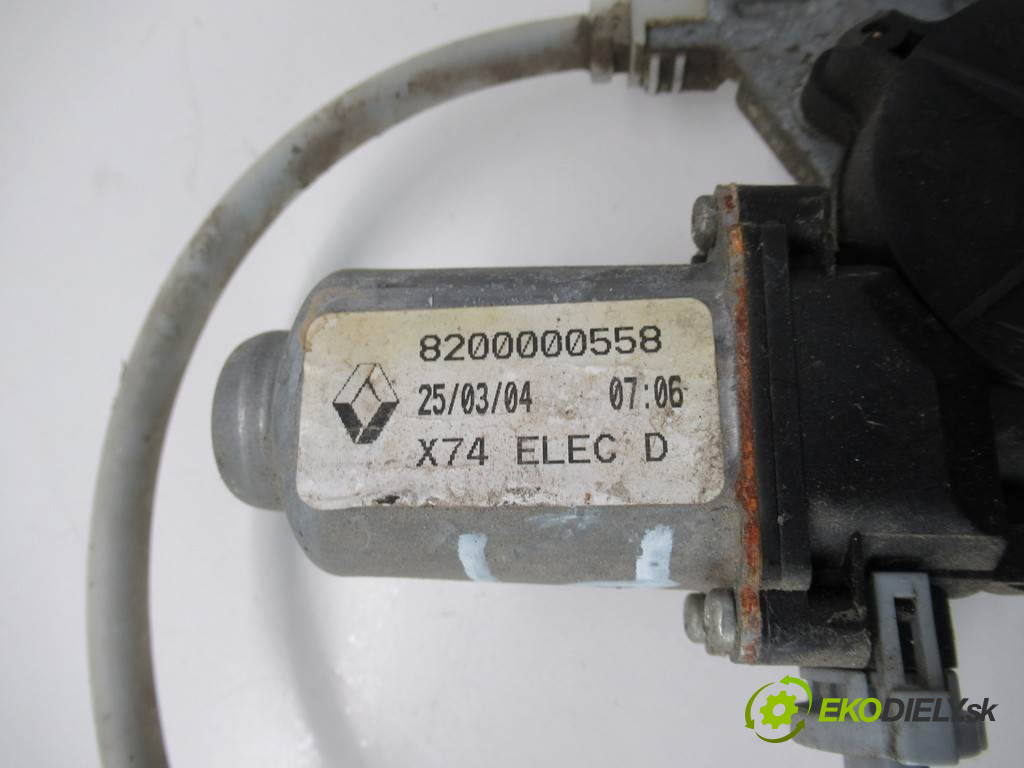 8200000558
25/03/04 07:06
X74 ELEC D
EKODIELY.sk